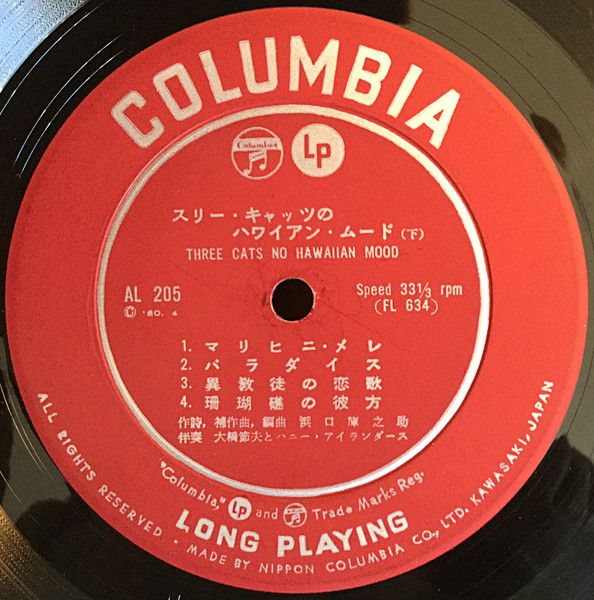 COLUMBIA
Columbia LP
スリー・キャッツの
ハワイアン・ムード(下)
THREE CATS NO HAWAIIAN MOOD
AL 205
Ⓒ '60. 4
Speed 33 1/3 rpm
(FL 634)
1. マリヒニ・メレ
2. パラダイス
3. 異教徒の恋歌
4. 珊瑚礁の彼方
作詩,補作曲,編曲 浜口庫之助
伴奏 大橋節夫とハニー・アイランダース
"Columbia," LP and Trade Marks Reg.
LONG PLAYING
ALL RIGHTS RESERVED · MADE BY NIPPON COLUMBIA CO., LTD. KAWASAKI, JAPAN